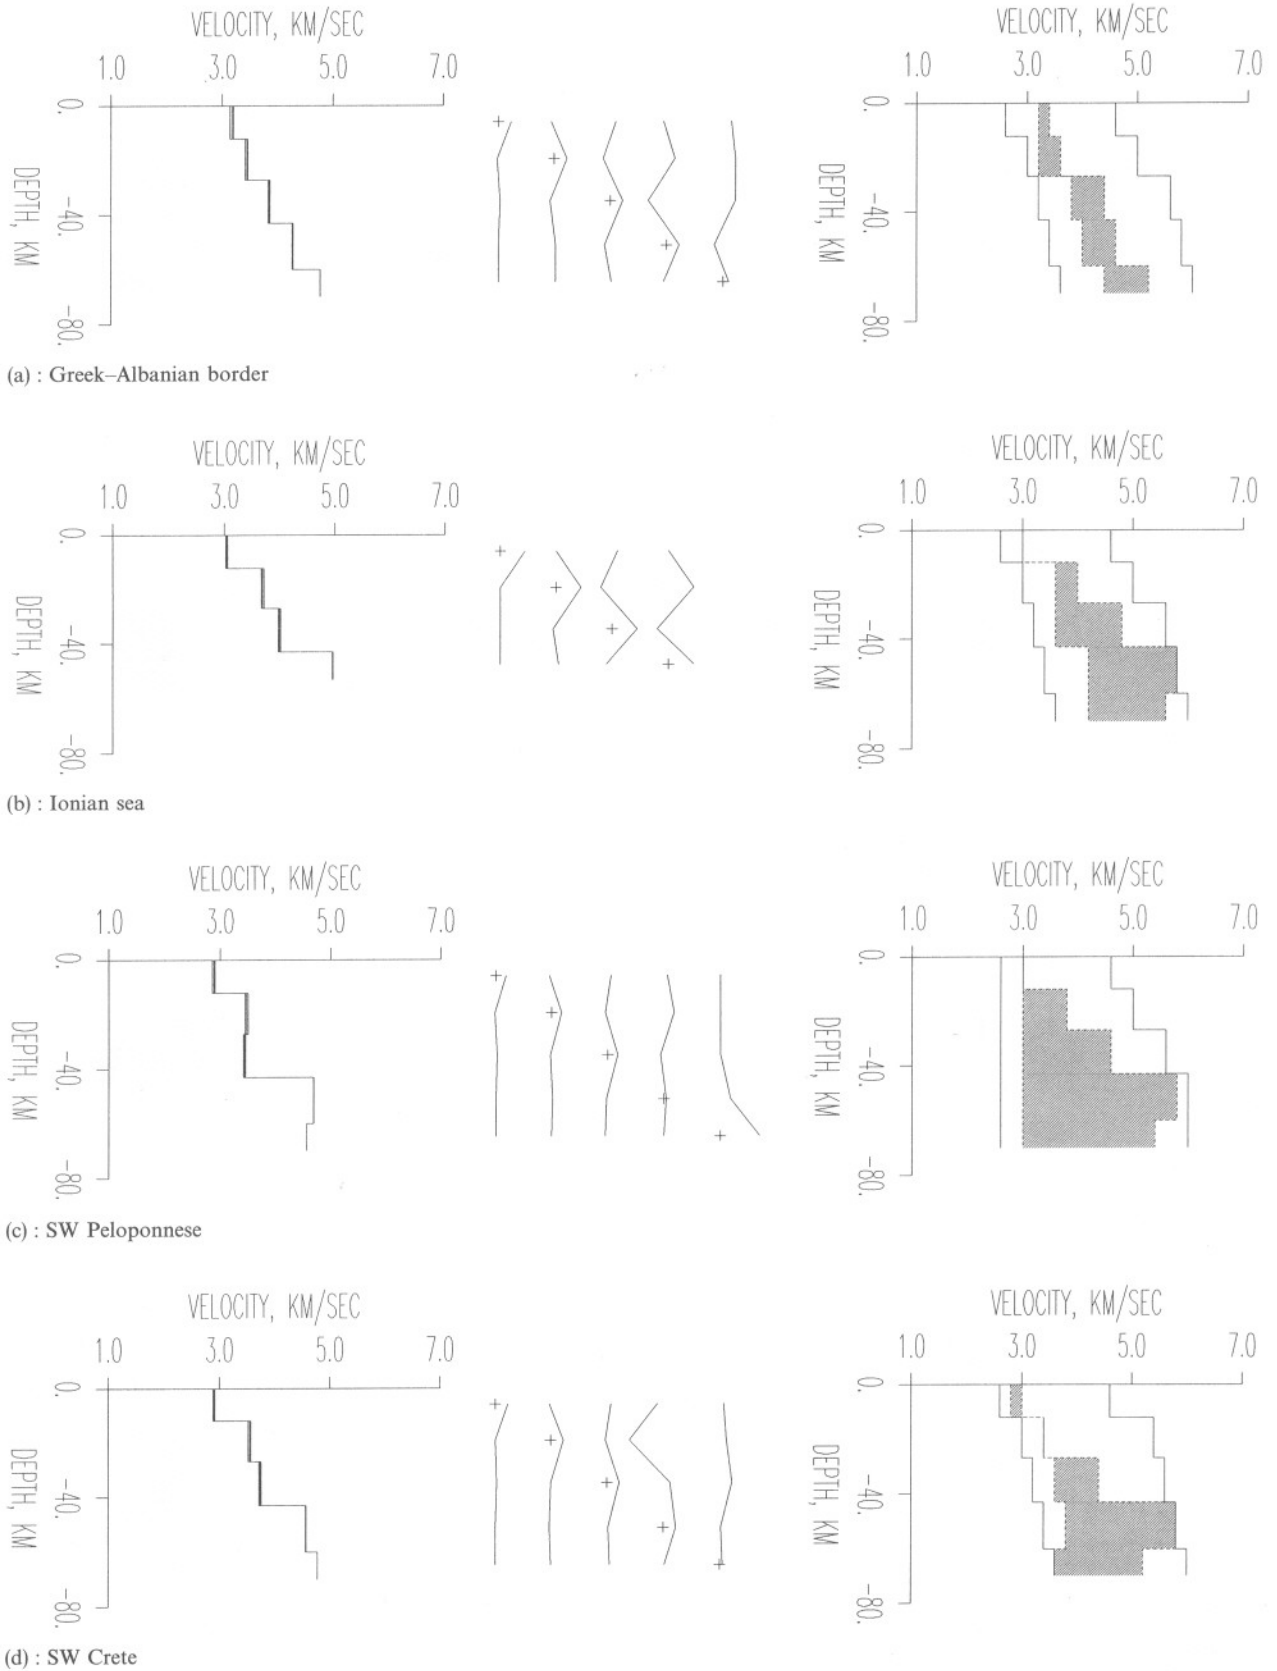 VELOCITY, KM/SEC
1.0 3.0 5.0 7.0
0.
-40.
-80.
DEPTH, KM
VELOCITY, KM/SEC
1.0 3.0 5.0 7.0
0.
-40.
-80.
DEPTH, KM
(a) : Greek–Albanian border
VELOCITY, KM/SEC
1.0 3.0 5.0 7.0
0.
-40.
-80.
DEPTH, KM
VELOCITY, KM/SEC
1.0 3.0 5.0 7.0
0.
-40.
-80.
DEPTH, KM
(b) : Ionian sea
VELOCITY, KM/SEC
1.0 3.0 5.0 7.0
0.
-40.
-80.
DEPTH, KM
VELOCITY, KM/SEC
1.0 3.0 5.0 7.0
0.
-40.
-80.
DEPTH, KM
(c) : SW Peloponnese
VELOCITY, KM/SEC
1.0 3.0 5.0 7.0
0.
-40.
-80.
DEPTH, KM
VELOCITY, KM/SEC
1.0 3.0 5.0 7.0
0.
-40.
-80.
DEPTH, KM
(d) : SW Crete